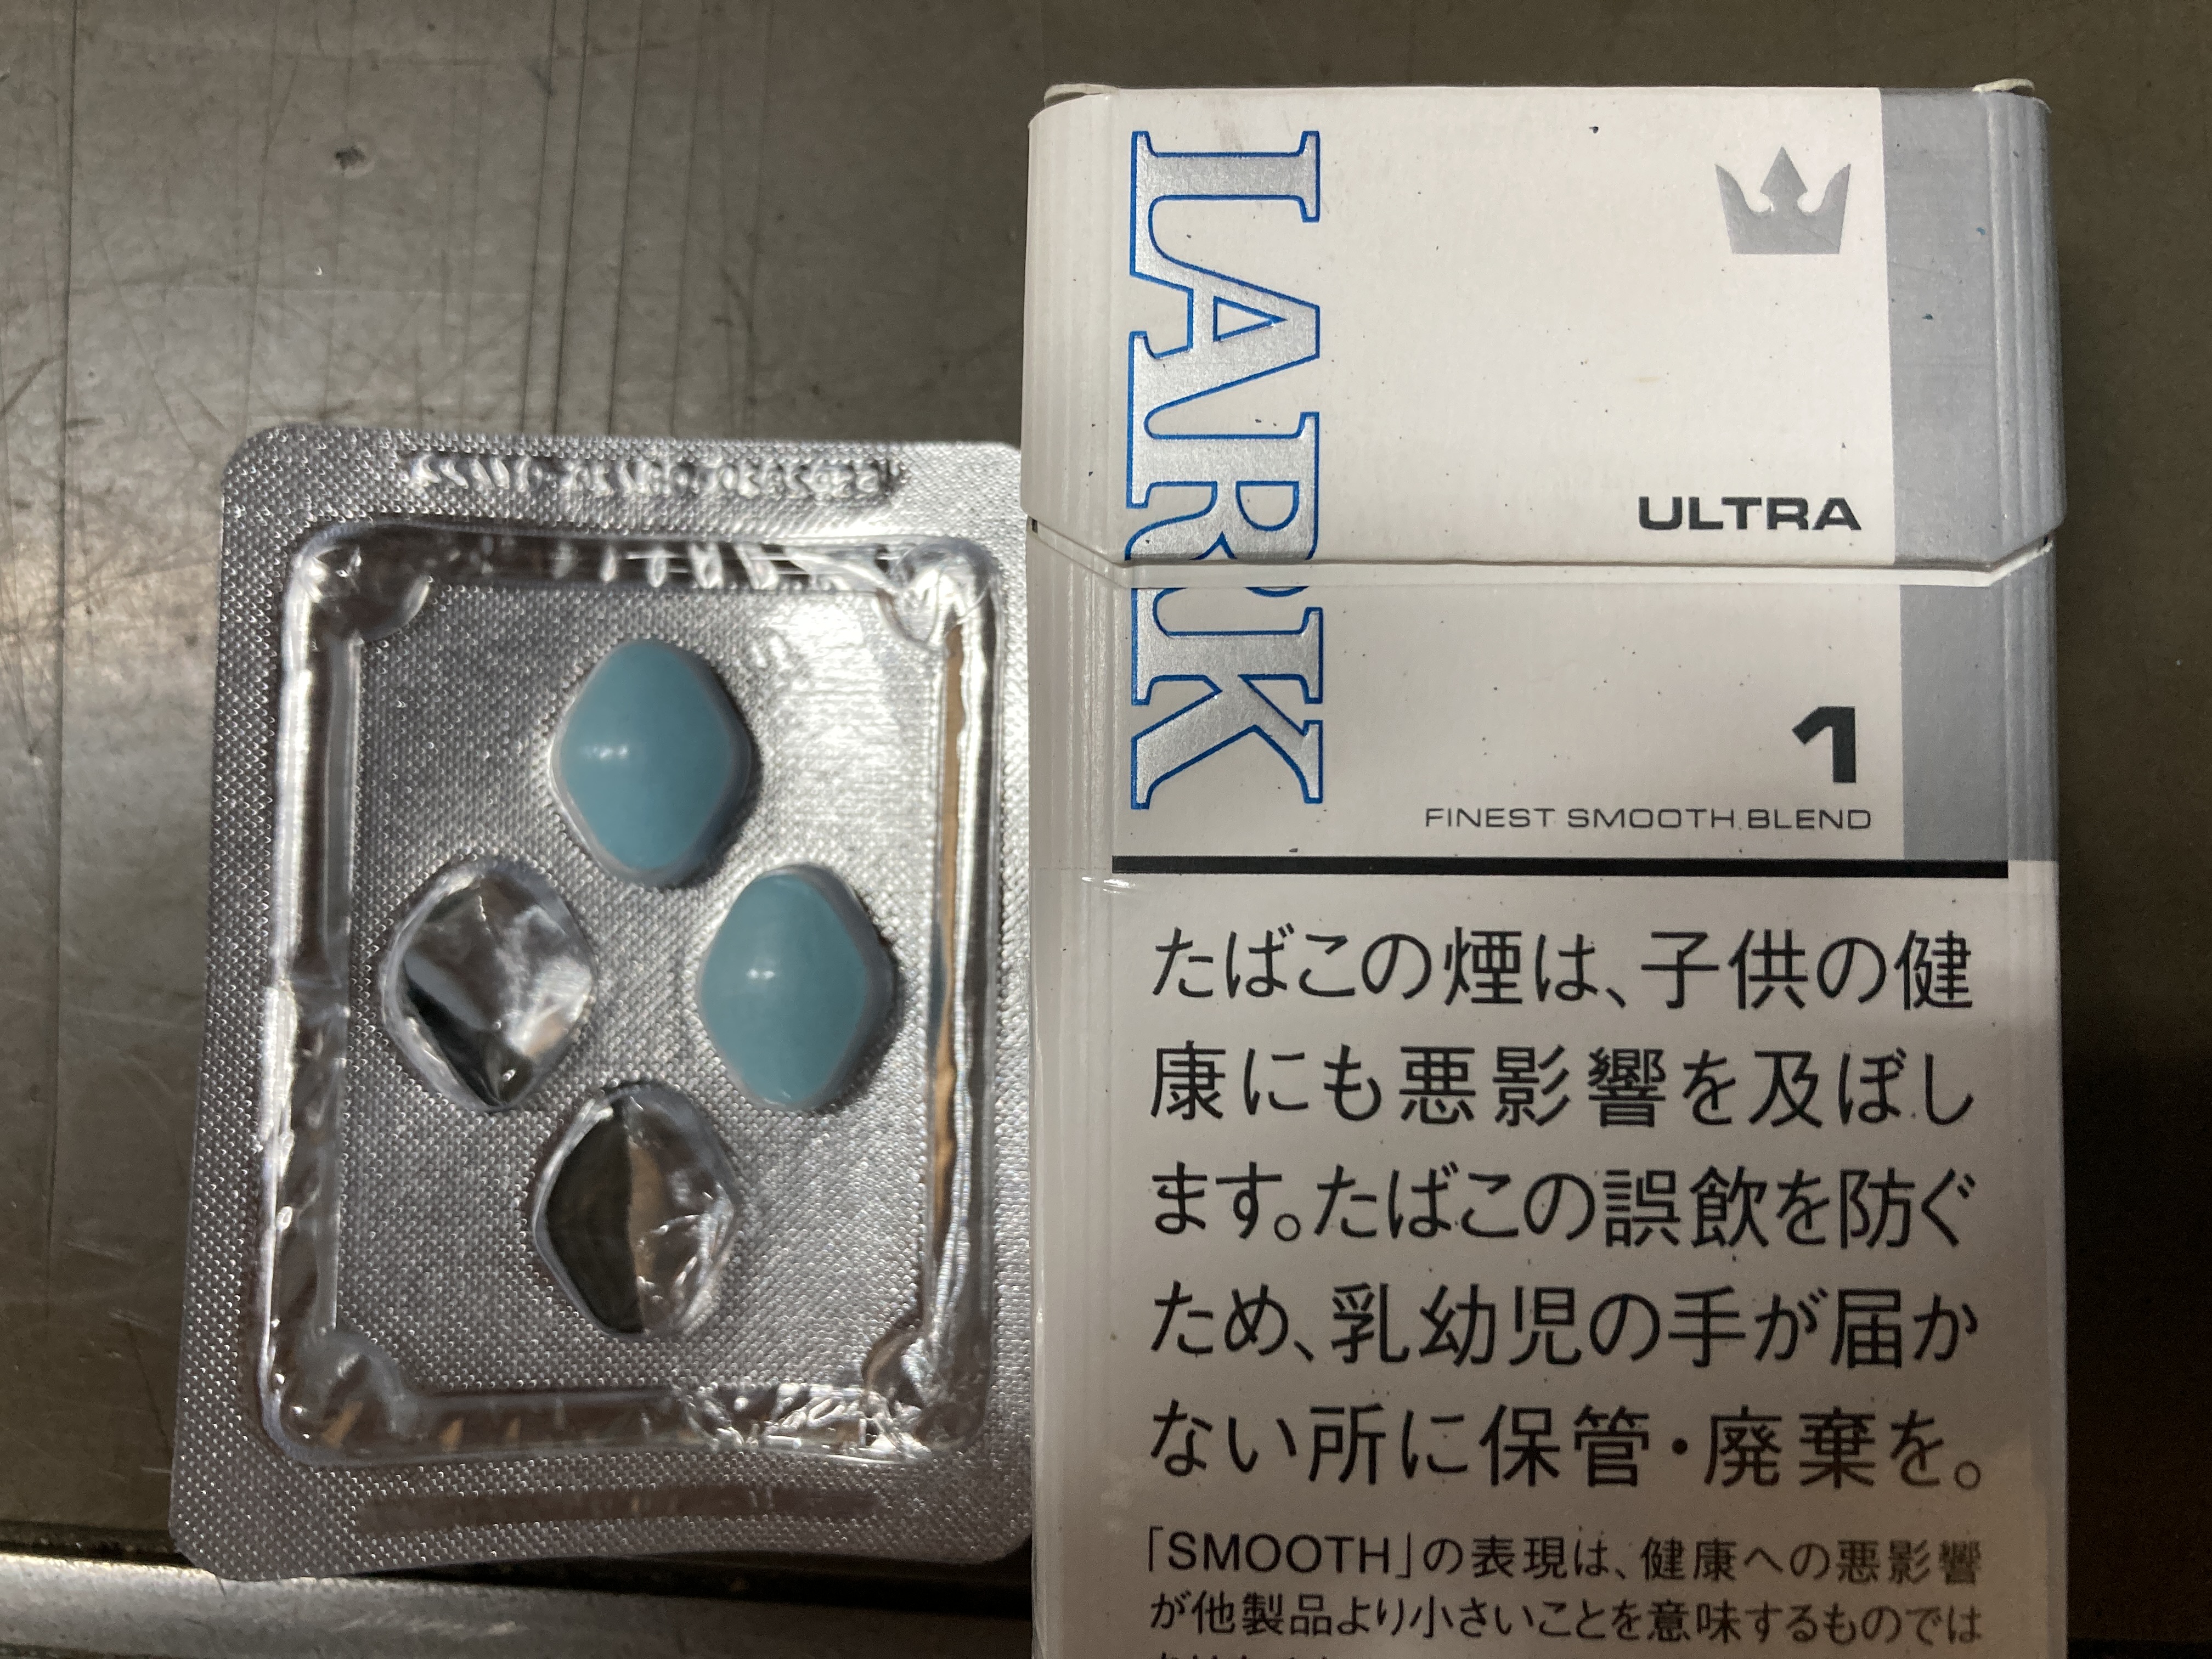 LARK
ULTRA
1
FINEST SMOOTH BLEND
たばこの煙は、子供の健
康にも悪影響を及ぼし
ます。たばこの誤飲を防ぐ
ため、乳幼児の手が届か
ない所に保管・廃棄を。
「SMOOTH」の表現は、健康への悪影響
が他製品より小さいことを意味するものでは